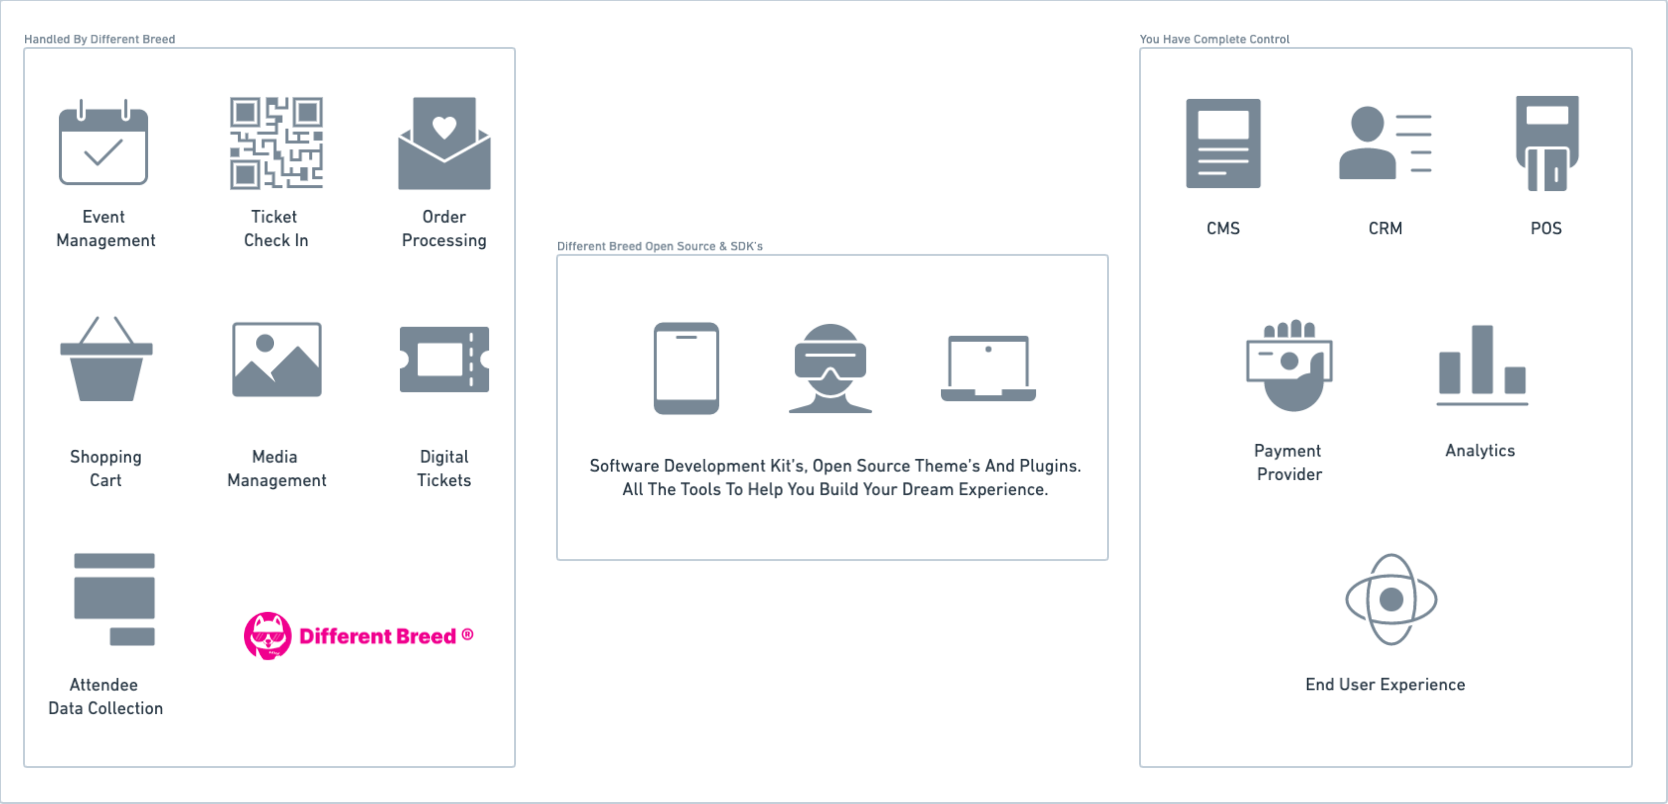 Handled By Different Breed
Event
Management
Ticket
Check In
Order
Processing
Shopping
Cart
Media
Management
Digital
Tickets
Attendee
Data Collection
Different Breed ®
Different Breed Open Source & SDK's
Software Development Kit's, Open Source Theme's And Plugins.
All The Tools To Help You Build Your Dream Experience.
You Have Complete Control
CMS
CRM
POS
Payment
Provider
Analytics
End User Experience